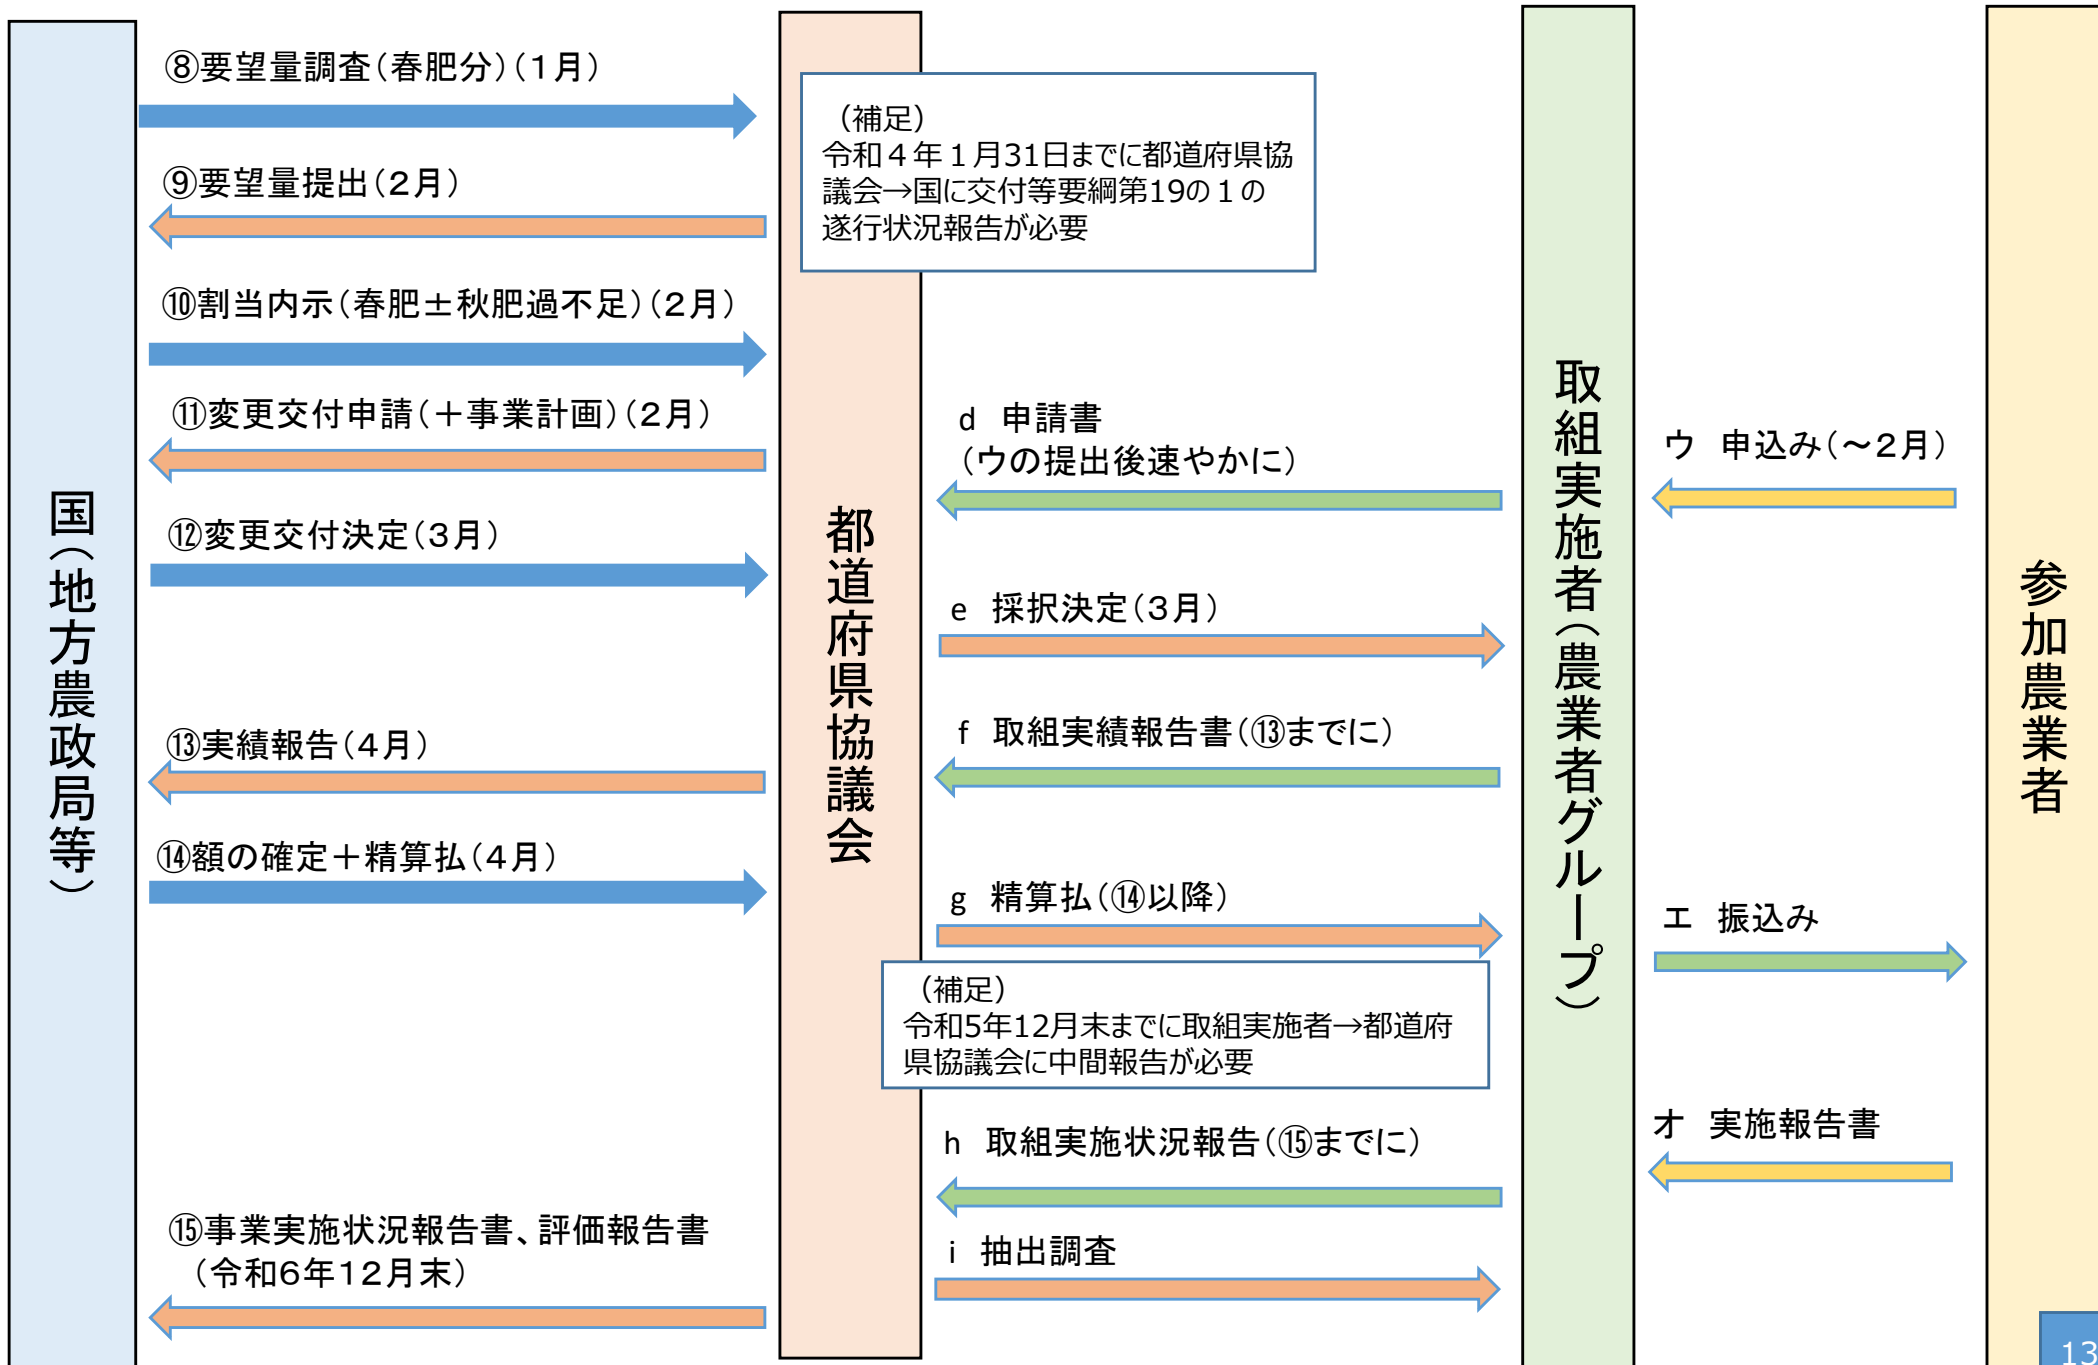 ⑧要望量調査(春肥分)(1月)
⑨要望量提出(2月)
⑩割当内示(春肥±秋肥過不足)(2月)
⑪変更交付申請(+事業計画)(2月)
⑫変更交付決定(3月)
⑬実績報告(4月)
⑭額の確定+精算払(4月)
⑮事業実施状況報告書、評価報告書
(令和6年12月末)
国(地方農政局等)
(補足)
令和4年1月31日までに都道府県協
議会→国に交付等要綱第19の1の
遂行状況報告が必要
都道府県協議会
d 申請書
(ウの提出後速やかに)
e 採択決定(3月)
f 取組実績報告書(⑬までに)
g 精算払(⑭以降)
(補足)
令和5年12月末までに取組実施者→都道府
県協議会に中間報告が必要
h 取組実施状況報告(⑮までに)
i 抽出調査
取組実施者(農業者グループ)
ウ 申込み(~2月)
エ 振込み
オ 実施報告書
参加農業者
13